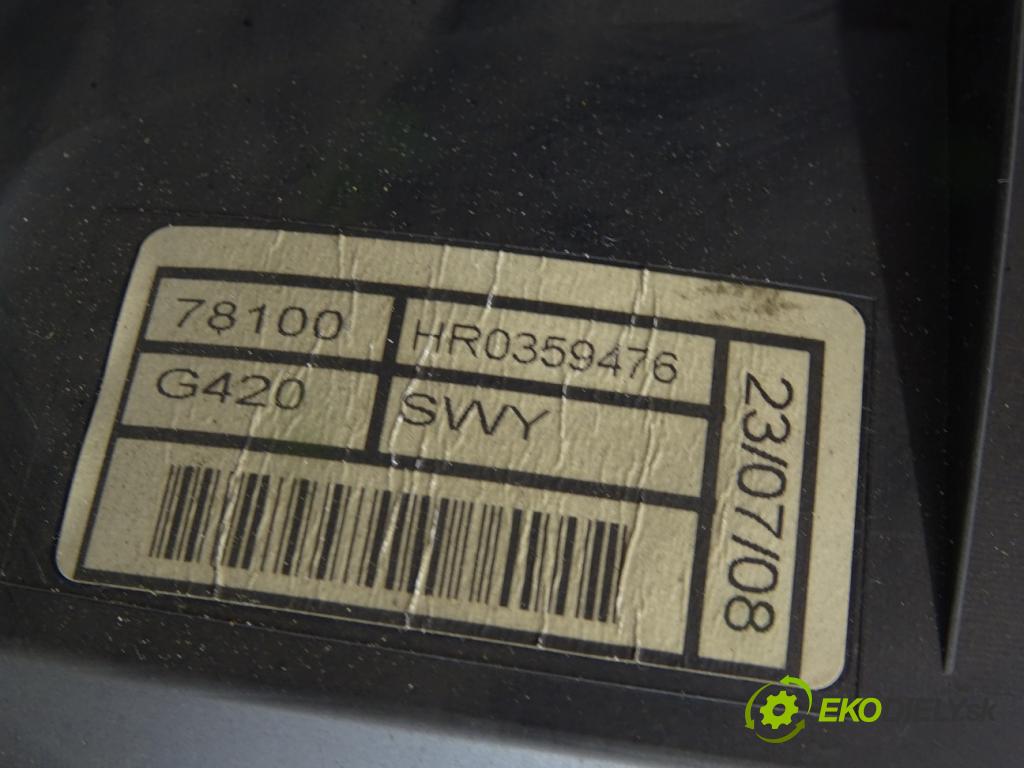 78100
HR0359476
G420
SWY
23/07/08
EKODIELY.sk